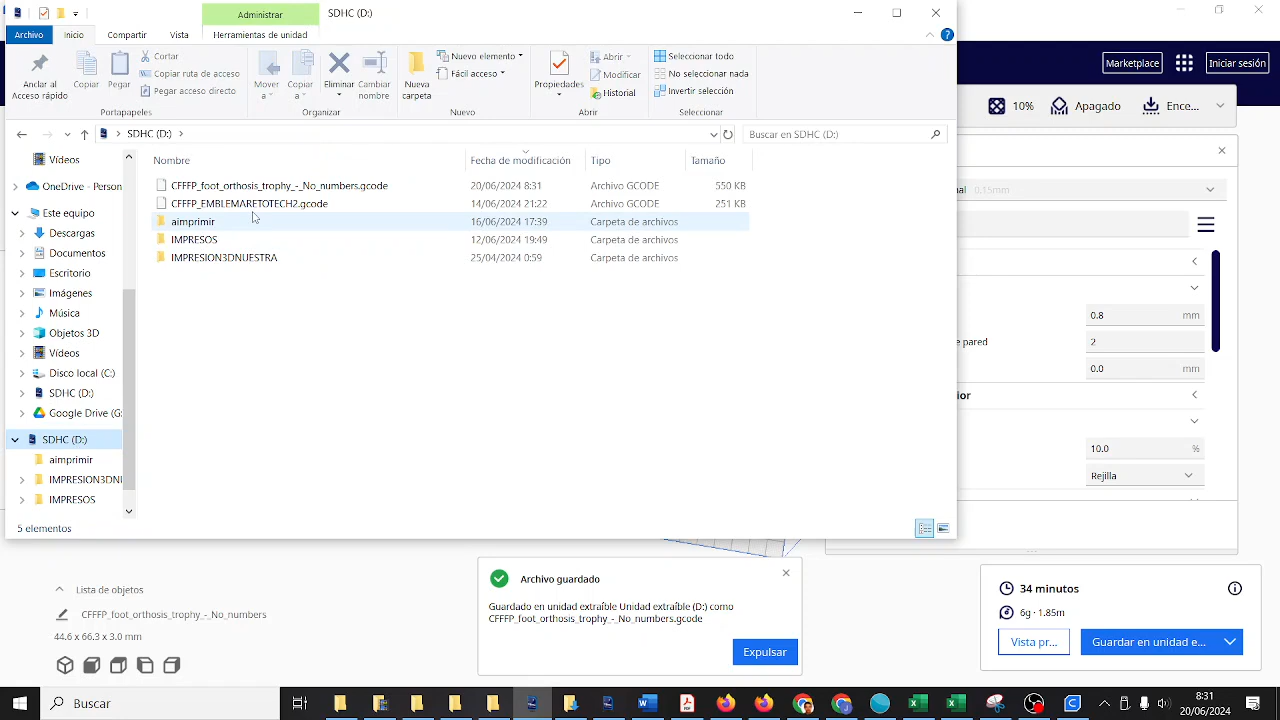 Administrar
SDHC (D:)
Archivo
Inicio
Compartir
Vista
Herramientas de unidad
Anclar al
Acceso rápido
Copiar
Pegar
Cortar
Copiar ruta de acceso
Pegar acceso directo
Portapapeles
Mover
a
Copiar
a
Eliminar
Cambiar
nombre
Organizar
Nueva
carpeta
Nuevo elemento
Fácil acceso
Nuevo
Propiedades
Abrir
Modificar
Historial
Abrir
Seleccionar todo
No seleccionar nada
Invertir selección
Seleccionar
SDHC (D:)
Buscar en SDHC (D:)
Nombre
Fecha de modificación
Tipo
Tamaño
CFFFP_foot_orthosis_trophy_-_No_numbers.gcode 20/06/2024 8:31 Archivo GCODE 550 KB
CFFFP_EMBLEMARETOTECH2.gcode 14/06/2024 21:22 Archivo GCODE 251 KB
aimprimir 16/06/2024 17:39 Carpeta de archivos
IMPRESOS 12/06/2024 19:49 Carpeta de archivos
IMPRESION3DNUESTRA 25/04/2024 0:59 Carpeta de archivos
Vídeos
OneDrive - Person
Este equipo
Descargas
Documentos
Escritorio
Imágenes
Música
Objetos 3D
Vídeos
Disco local (C:)
SDHC (D:)
Google Drive (G:
SDHC (D:)
aimprimir
IMPRESION3DNU
IMPRESOS
5 elementos
Marketplace
Iniciar sesión
10%
Apagado
Ence...
0,15mm
0.8 mm
e pared
2
0.0 mm
ior
10.0 %
Rejilla
Archivo guardado
Guardado en unidad extraíble Unidad extraíble (D:) como
CFFFP_foot_orthosis_trophy_-_No_numbers.gcode
Expulsar
Lista de objetos
CFFFP_foot_orthosis_trophy_-_No_numbers
44.6 x 66.3 x 3.0 mm
34 minutos
6g · 1.85m
Vista pr...
Guardar en unidad e...
Buscar
8:31
20/06/2024